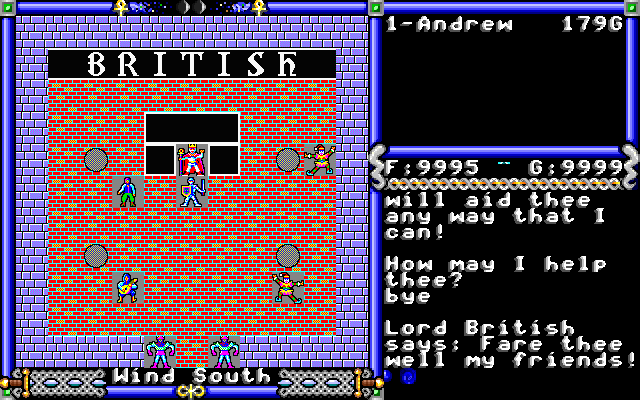 BRITISH
1-Andrew 179G
F:9995 G:9999
will aid thee
any way that I
can!
How may I help
thee?
bye
Lord British
says: Fare thee
well my friends!
Wind South